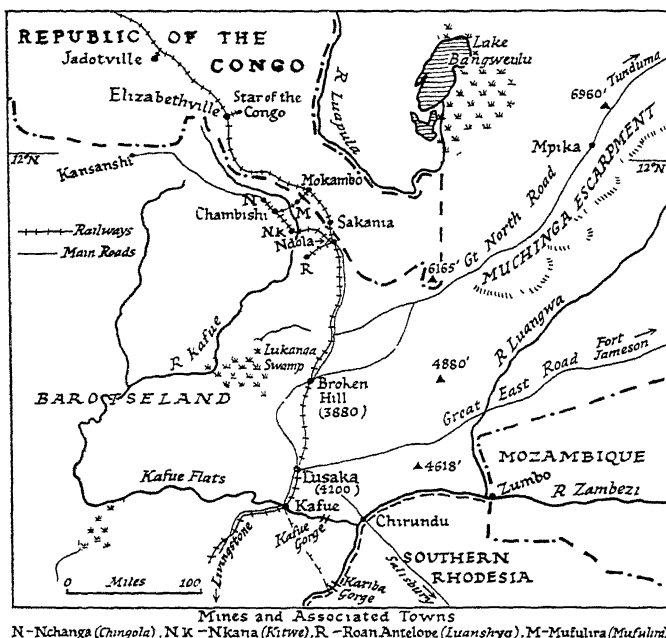 REPUBLIC OF THE CONGO
Jadotville
Elizabethville
Star of the Congo
R Luapula
Lake Bangweulu
6960'
Tunduma
Mpika
12°N
12°N
Kansanshi
Mokambo
N
M
Chambishi
Sakania
NK
Ndola
R
Railways
Main Roads
6165'
Gt North Road
MUCHINGA ESCARPMENT
R Kafue
Lukanga Swamp
R Luangwa
4880'
Fort Jameson
Great East Road
Broken Hill
(3880)
BAROTSELAND
4618'
MOZAMBIQUE
Lusaka
(4200)
Kafue Flats
Zumbo
R Zambezi
Kafue
Kafue Gorge
Chirundu
Livingstone
Kariba Gorge
Salisbury
SOUTHERN RHODESIA
0 Miles 100
Mines and Associated Towns
N-Nchanga (Chingola), NK-Nkana (Kitwe), R-Roan Antelope (Luanshya), M-Mufulira (Mufulira